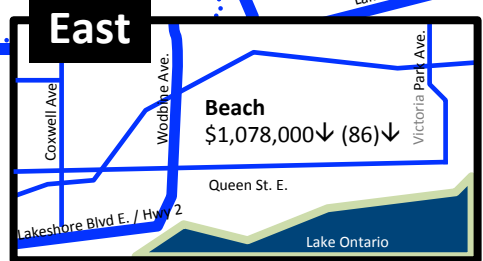 La
East
Coxwell Ave
Woodbine Ave.
Victoria Park Ave.
Beach
$1,078,000↓ (86)↓
Queen St. E.
Lakeshore Blvd E. / Hwy 2
Lake Ontario